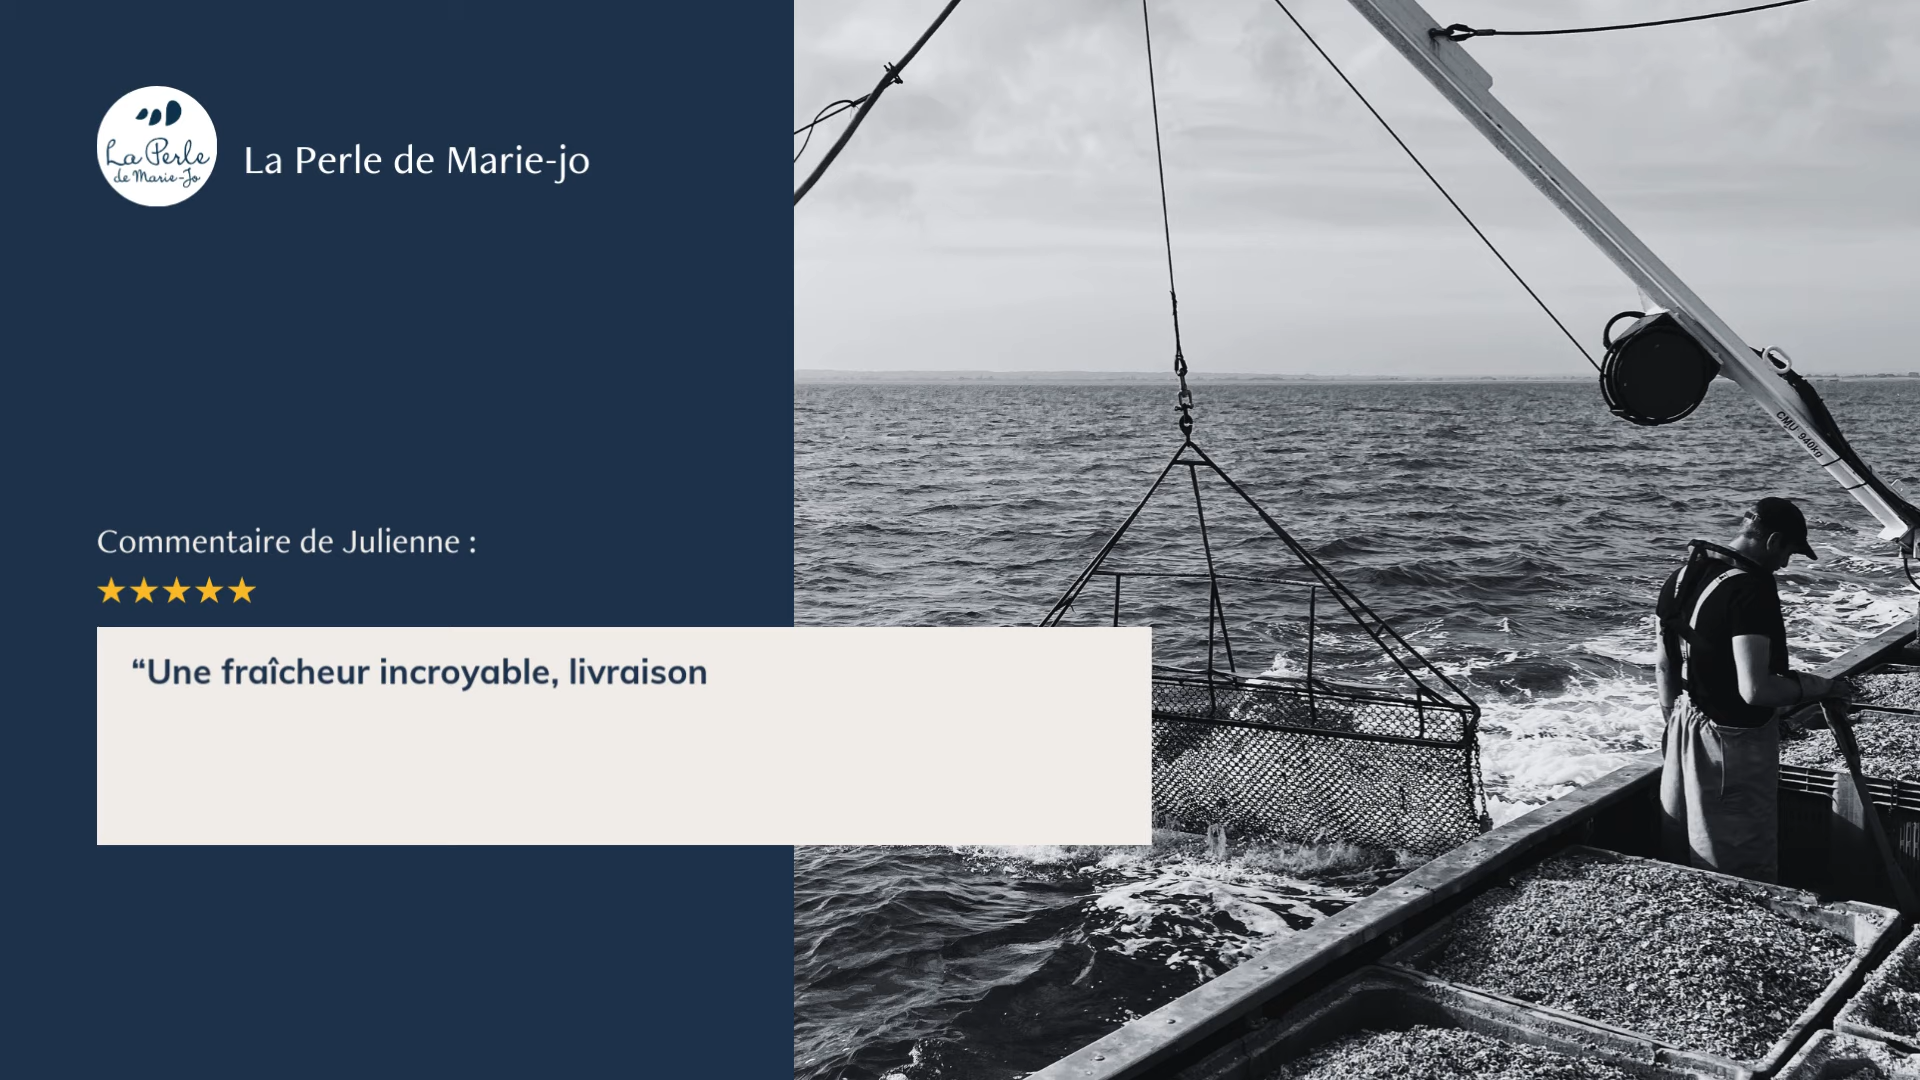 La Perle
de Marie-Jo
La Perle de Marie-jo
Commentaire de Julienne :
“Une fraîcheur incroyable, livraison
CMU 940kg